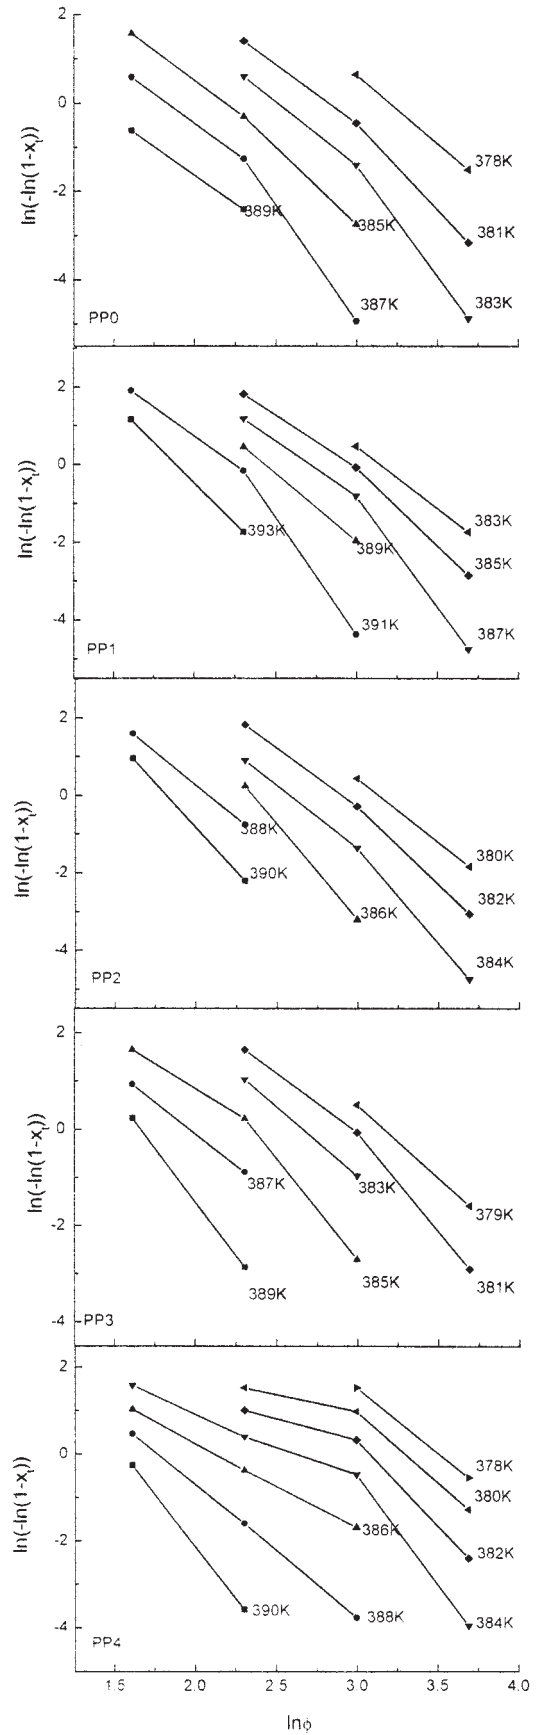 2
0
-2
-4
ln(-ln(1-xt))
378K
389K
385K
381K
387K
383K
PP0
2
0
-2
-4
ln(-ln(1-xt))
393K
383K
389K
385K
391K
387K
PP1
2
0
-2
-4
ln(-ln(1-xt))
388K
380K
390K
382K
386K
384K
PP2
2
0
-2
-4
ln(-ln(1-xt))
387K
383K
379K
389K
385K
381K
PP3
2
0
-2
-4
ln(-ln(1-xt))
378K
380K
386K
382K
390K
388K
384K
PP4
1.5 2.0 2.5 3.0 3.5 4.0
lnϕ